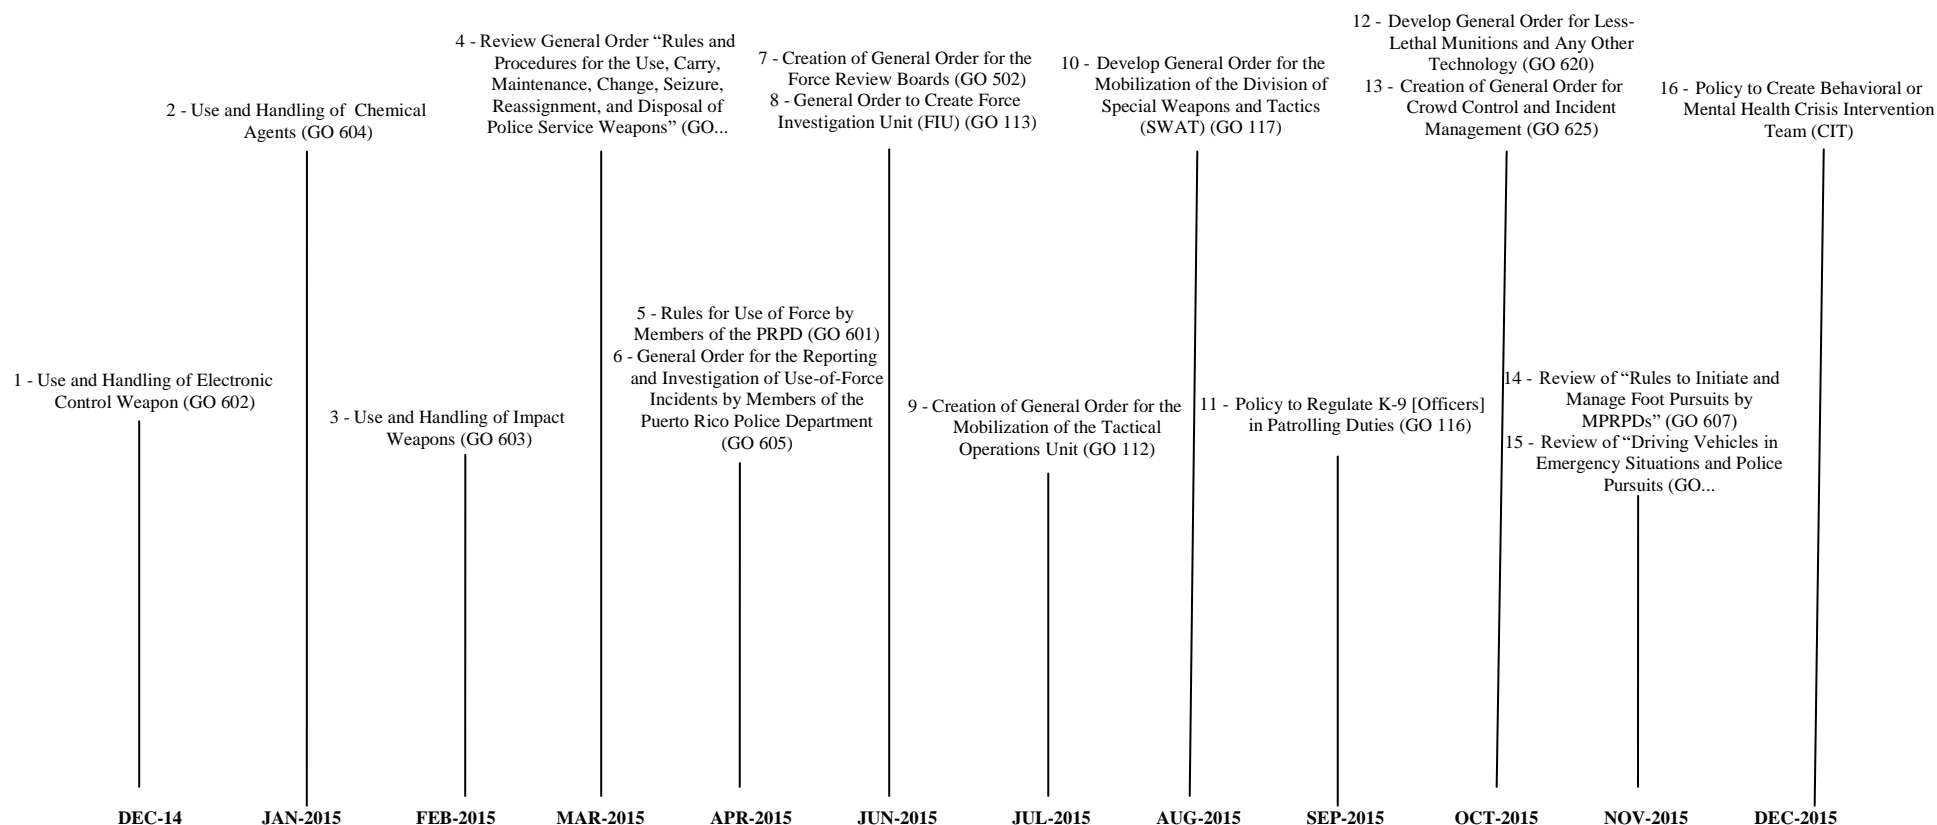 1 - Use and Handling of Electronic
Control Weapon (GO 602)
2 - Use and Handling of Chemical
Agents (GO 604)
3 - Use and Handling of Impact
Weapons (GO 603)
4 - Review General Order “Rules and
Procedures for the Use, Carry,
Maintenance, Change, Seizure,
Reassignment, and Disposal of
Police Service Weapons” (GO...
5 - Rules for Use of Force by
Members of the PRPD (GO 601)
6 - General Order for the Reporting
and Investigation of Use-of-Force
Incidents by Members of the
Puerto Rico Police Department
(GO 605)
7 - Creation of General Order for the
Force Review Boards (GO 502)
8 - General Order to Create Force
Investigation Unit (FIU) (GO 113)
9 - Creation of General Order for the
Mobilization of the Tactical
Operations Unit (GO 112)
10 - Develop General Order for the
Mobilization of the Division of
Special Weapons and Tactics
(SWAT) (GO 117)
11 - Policy to Regulate K-9 [Officers]
in Patrolling Duties (GO 116)
12 - Develop General Order for Less-
Lethal Munitions and Any Other
Technology (GO 620)
13 - Creation of General Order for
Crowd Control and Incident
Management (GO 625)
14 - Review of “Rules to Initiate and
Manage Foot Pursuits by
MPRPDs” (GO 607)
15 - Review of “Driving Vehicles in
Emergency Situations and Police
Pursuits (GO...
16 - Policy to Create Behavioral or
Mental Health Crisis Intervention
Team (CIT)
DEC-14 JAN-2015 FEB-2015 MAR-2015 APR-2015 JUN-2015 JUL-2015 AUG-2015 SEP-2015 OCT-2015 NOV-2015 DEC-2015